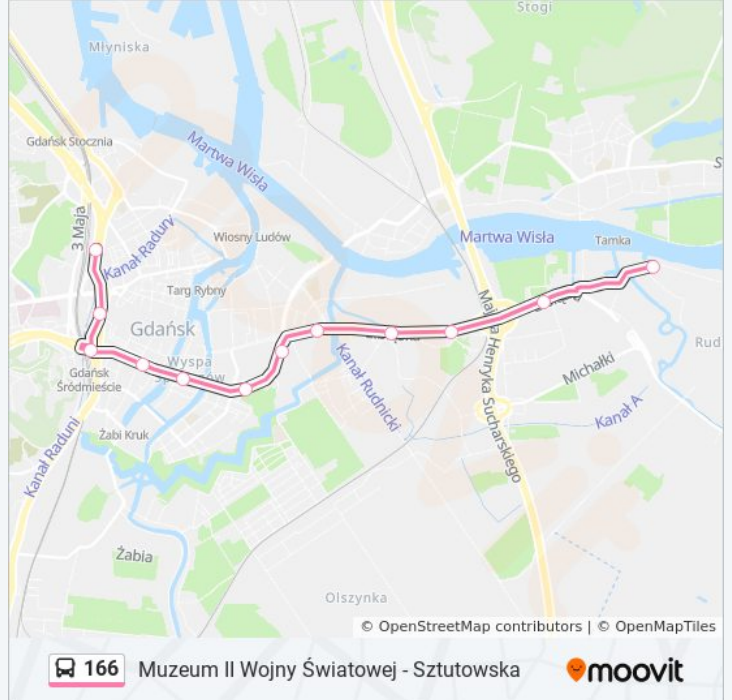 Stogi
Młyniska
Gdańsk Stocznia
Martwa Wisła
3 Maja
Kanał Raduny
Wiosny Ludów
Martwa Wisła
Tamka
Targ Rybny
Gdańsk
Wyspa
Rud
Gdańsk
Śródmieście
Kanał Rudnicki
Henryka Sucharskiego
Michałki
Kanał A
Żabi Kruk
Kanał Raduni
Żabia
Olszynka
© OpenStreetMap contributors | © OpenMapTiles
166
Muzeum II Wojny Światowej - Sztutowska
moovit